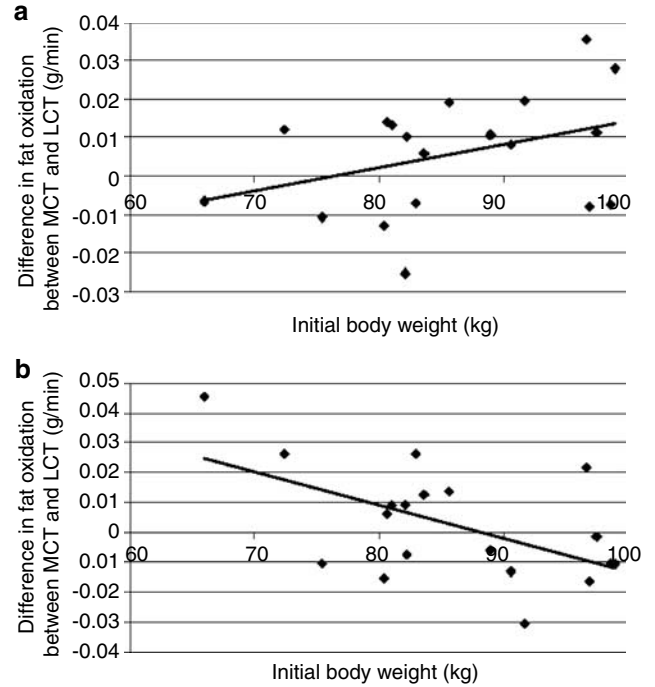 a
Difference in fat oxidation
between MCT and LCT (g/min)
0.04
0.03
0.02
0.01
0
60 70 80 90 100
-0.01
-0.02
-0.03
Initial body weight (kg)
b
Difference in fat oxidation
between MCT and LCT (g/min)
0.05
0.04
0.03
0.02
0.01
0
60 70 80 90 100
0.01
-0.02
-0.03
-0.04
Initial body weight (kg)